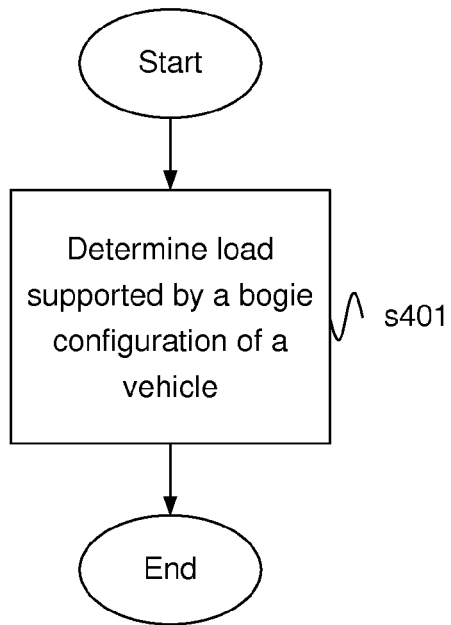 Start
Determine load
supported by a bogie
configuration of a
vehicle
s401
End